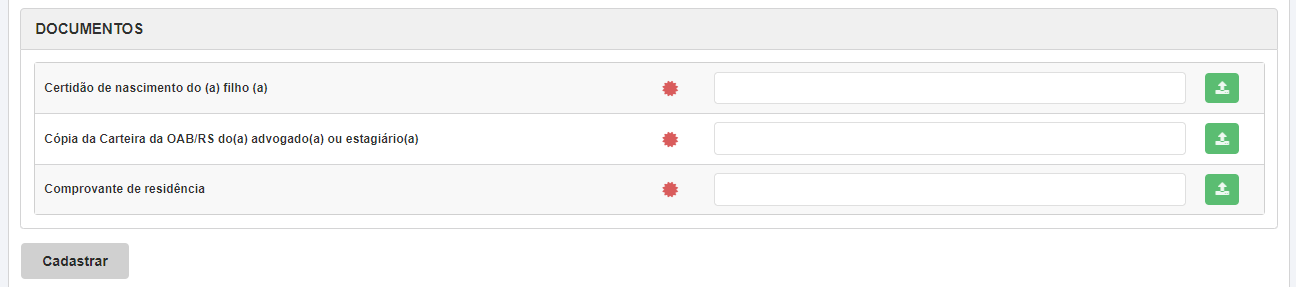 DOCUMENTOS
Certidão de nascimento do (a) filho (a)
Cópia da Carteira da OAB/RS do(a) advogado(a) ou estagiário(a)
Comprovante de residência
Cadastrar